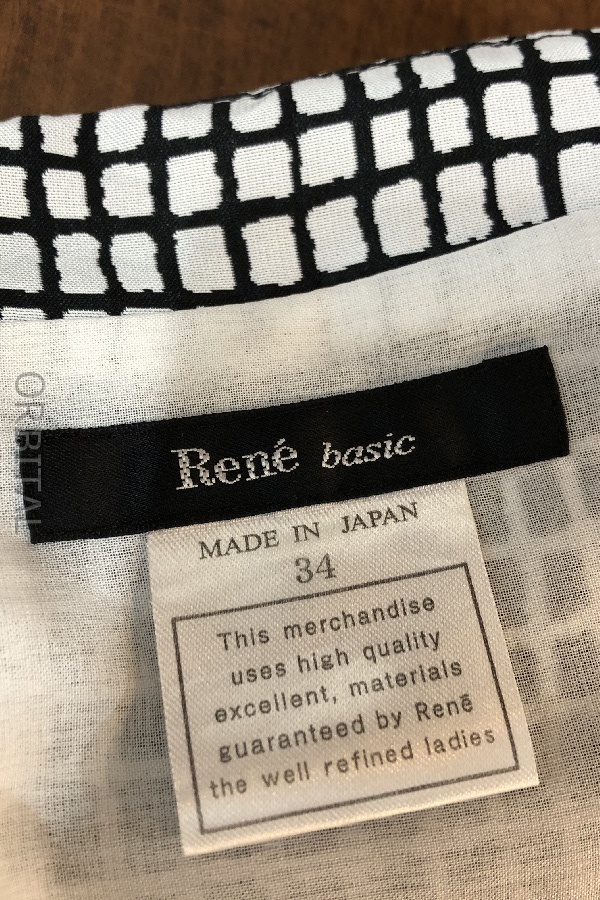 ORBITAL
René basic
MADE IN JAPAN
34
This merchandise
uses high quality
excellent, materials
guaranteed by René
the well refined ladies